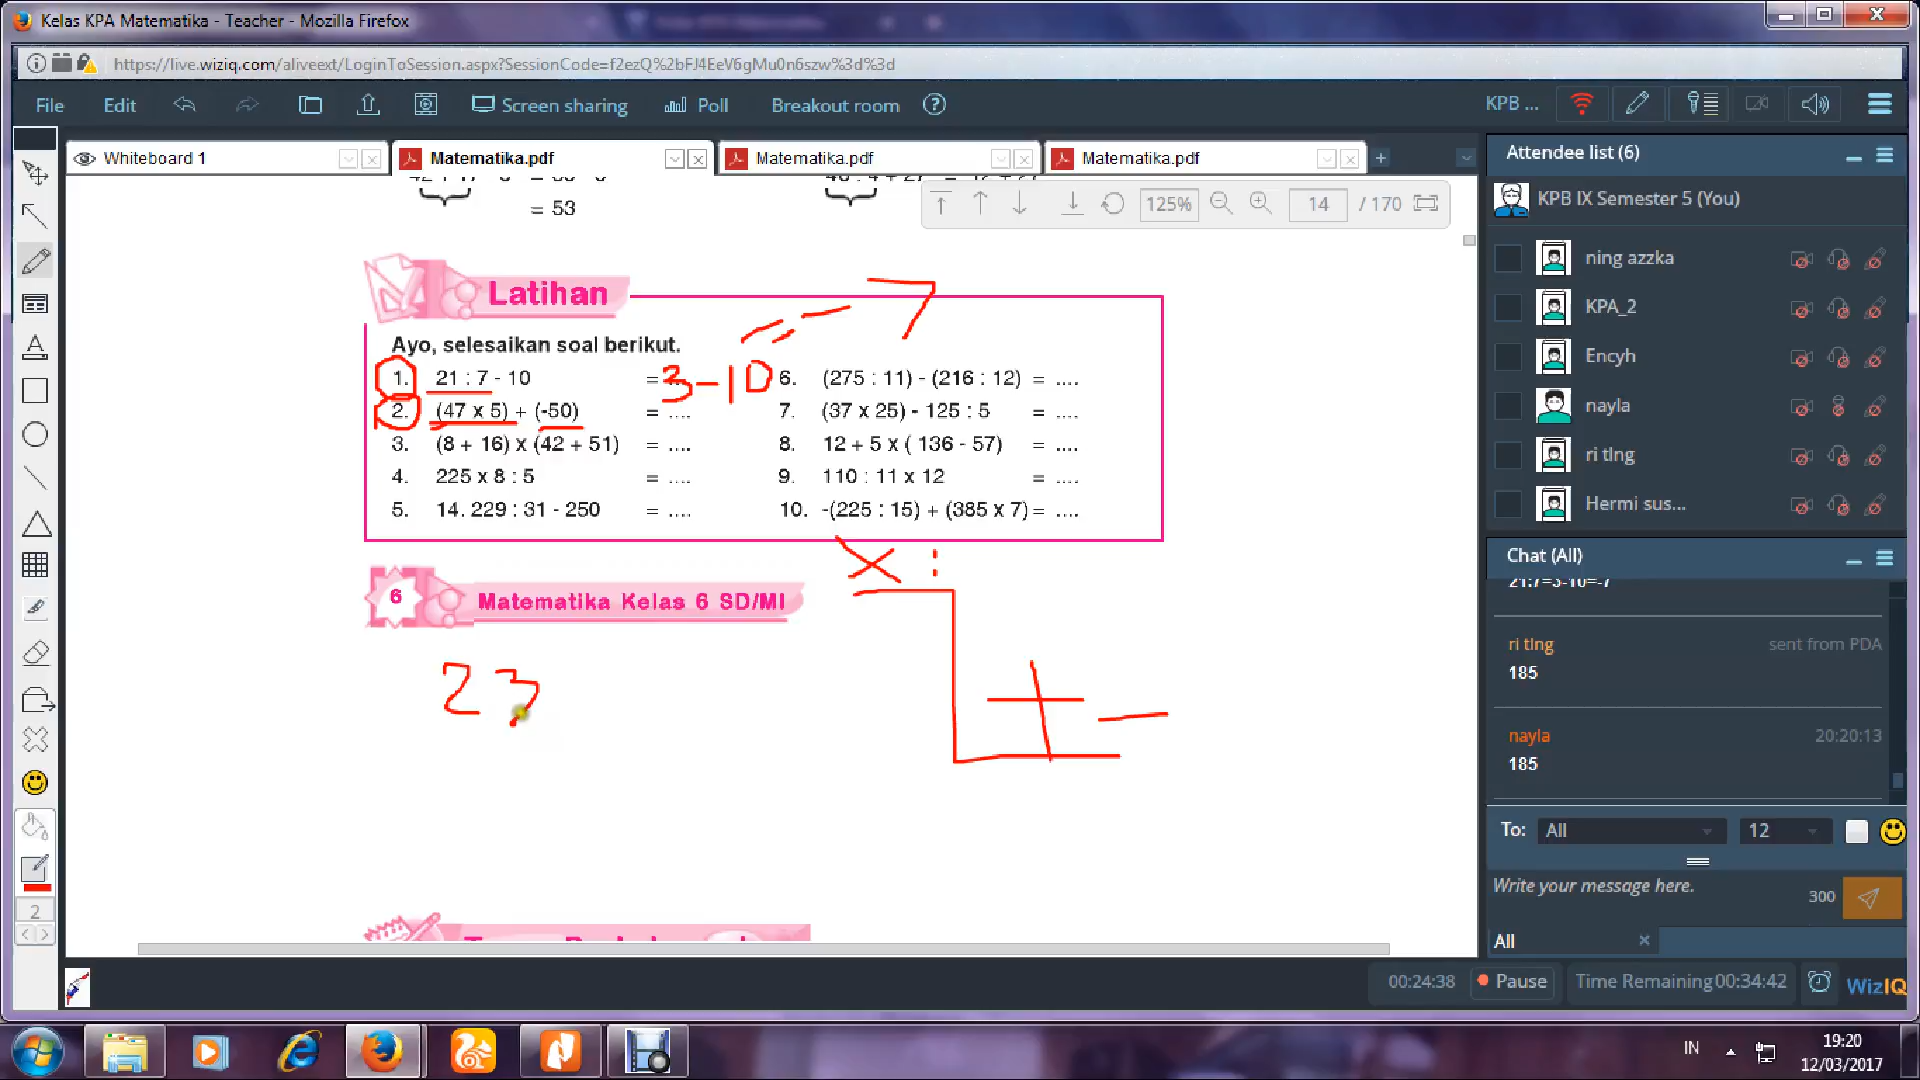 Kelas KPA Matematika - Teacher - Mozilla Firefox
https://live.wiziq.com/aliveext/LoginToSession.aspx?SessionCode=f2ezQ%2bFJ4EeV6gMu0n6szw%3d%3d
File Edit Screen sharing Poll Breakout room KPB ...
Whiteboard 1 Matematika.pdf Matematika.pdf Matematika.pdf
125% 14 / 170
= 53
Latihan
Ayo, selesaikan soal berikut.
1. 21 : 7 - 10 = 3-10
2. (47 x 5) + (-50) = ....
3. (8 + 16) x (42 + 51) = ....
4. 225 x 8 : 5 = ....
5. 14. 229 : 31 - 250 = ....
6. (275 : 11) - (216 : 12) = ....
7. (37 x 25) - 125 : 5 = ....
8. 12 + 5 x ( 136 - 57) = ....
9. 110 : 11 x 12 = ....
10. -(225 : 15) + (385 x 7) = ....
x :
6 Matematika Kelas 6 SD/MI
+ -
23
2
Attendee list (6)
KPB IX Semester 5 (You)
ning azzka
KPA_2
Encyh
nayla
ri tIng
Hermi sus...
Chat (All)
21:7=3-10=-7
ri tIng sent from PDA
185
nayla 20:20:13
185
To: All 12
Write your message here. 300
All
00:24:38 Pause Time Remaining 00:34:42 WizIQ
IN 19:20
12/03/2017